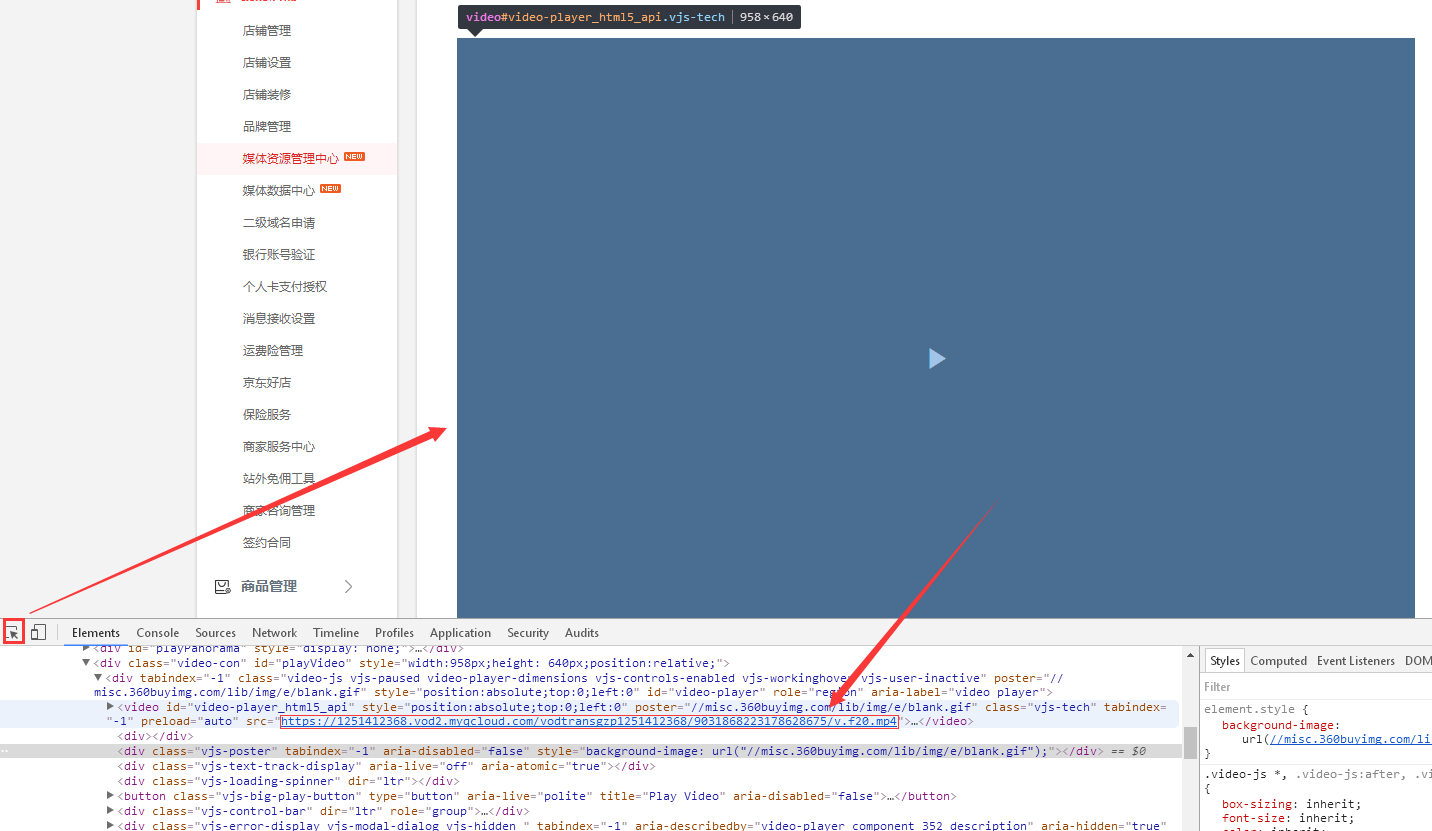 video#video-player_html5_api.vjs-tech | 958×640
店铺管理
店铺设置
店铺装修
品牌管理
媒体资源管理中心 NEW
媒体数据中心 NEW
二级域名申请
银行账号验证
个人卡支付授权
消息接收设置
运费险管理
京东好店
保险服务
商家服务中心
站外免佣工具
商家咨询管理
签约合同
商品管理
Elements Console Sources Network Timeline Profiles Application Security Audits
<div id="playPanorama" style="display: none;">…</div>
<div class="video-con" id="playVideo" style="width:958px;height: 640px;position:relative;">
<div tabindex="-1" class="video-js vjs-paused video-player-dimensions vjs-controls-enabled vjs-workinghover vjs-user-inactive" poster="//
misc.360buyimg.com/lib/img/e/blank.gif" style="position:absolute;top:0;left:0" id="video-player" role="region" aria-label="video player">
<video id="video-player_html5_api" style="position:absolute;top:0;left:0" poster="//misc.360buyimg.com/lib/img/e/blank.gif" class="vjs-tech" tabindex=
"-1" preload="auto" src="https://1251412368.vod2.myqcloud.com/vodtransgzp1251412368/9031868223178628675/v.f20.mp4">…</video>
<div></div>
<div class="vjs-poster" tabindex="-1" aria-disabled="false" style="background-image: url("//misc.360buyimg.com/lib/img/e/blank.gif");"></div> == $0
<div class="vjs-text-track-display" aria-live="off" aria-atomic="true"></div>
<div class="vjs-loading-spinner" dir="ltr"></div>
<button class="vjs-big-play-button" type="button" aria-live="polite" title="Play Video" aria-disabled="false">…</button>
<div class="vjs-control-bar" dir="ltr" role="group">…</div>
<div class="vjs-error-display vjs-modal-dialog vjs-hidden " tabindex="-1" aria-describedby="video-player_component_352_description" aria-hidden="true"
Styles Computed Event Listeners DOM
Filter
element.style {
background-image:
url(//misc.360buyimg.com/li
}
.video-js *, .video-js:after, .vi
{
box-sizing: inherit;
font-size: inherit;
color: inherit;